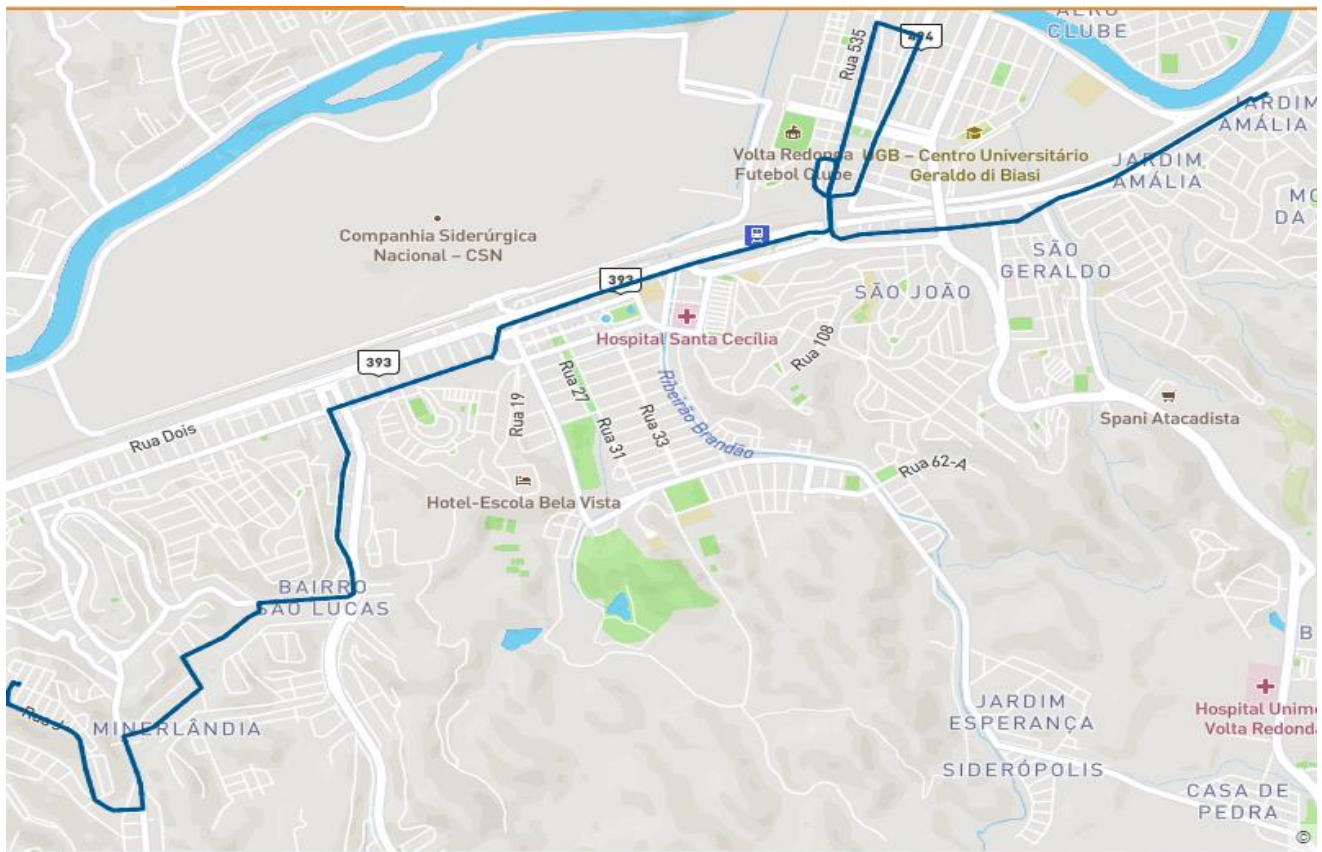 AERO
CLUBE
494
Rua 535
JARDIM
AMÁLIA
Volta Redonda
Futebol Clube
UGB – Centro Universitário
Geraldo di Biasi
JARDIM
AMÁLIA
MO
DA
Companhia Siderúrgica
Nacional – CSN
SÃO
GERALDO
393
SÃO JOÃO
Hospital Santa Cecília
Rua 108
393
Rua 27
Rua 19
Ribeirão Brandão
Rua 33
Rua 31
Spani Atacadista
Rua Dois
Rua 62-A
Hotel-Escola Bela Vista
BAIRRO
SÃO LUCAS
B
Hospital Unime
Volta Redonda
JARDIM
ESPERANÇA
MINERLÂNDIA
SIDERÓPOLIS
CASA DE
PEDRA
©